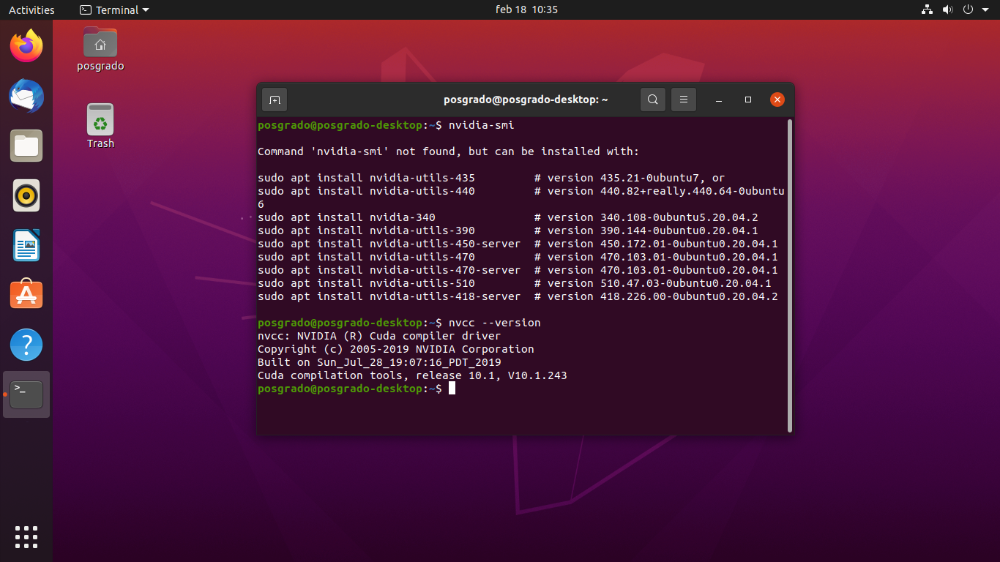 Activities
Terminal
feb 18 10:35
posgrado
Trash
posgrado@posgrado-desktop: ~
posgrado@posgrado-desktop:~$ nvidia-smi
Command 'nvidia-smi' not found, but can be installed with:
sudo apt install nvidia-utils-435         # version 435.21-0ubuntu7, or
sudo apt install nvidia-utils-440         # version 440.82+really.440.64-0ubuntu
6
sudo apt install nvidia-340               # version 340.108-0ubuntu5.20.04.2
sudo apt install nvidia-utils-390         # version 390.144-0ubuntu0.20.04.1
sudo apt install nvidia-utils-450-server  # version 450.172.01-0ubuntu0.20.04.1
sudo apt install nvidia-utils-470         # version 470.103.01-0ubuntu0.20.04.1
sudo apt install nvidia-utils-470-server  # version 470.103.01-0ubuntu0.20.04.1
sudo apt install nvidia-utils-510         # version 510.47.03-0ubuntu0.20.04.1
sudo apt install nvidia-utils-418-server  # version 418.226.00-0ubuntu0.20.04.2
posgrado@posgrado-desktop:~$ nvcc --version
nvcc: NVIDIA (R) Cuda compiler driver
Copyright (c) 2005-2019 NVIDIA Corporation
Built on Sun_Jul_28_19:07:16_PDT_2019
Cuda compilation tools, release 10.1, V10.1.243
posgrado@posgrado-desktop:~$